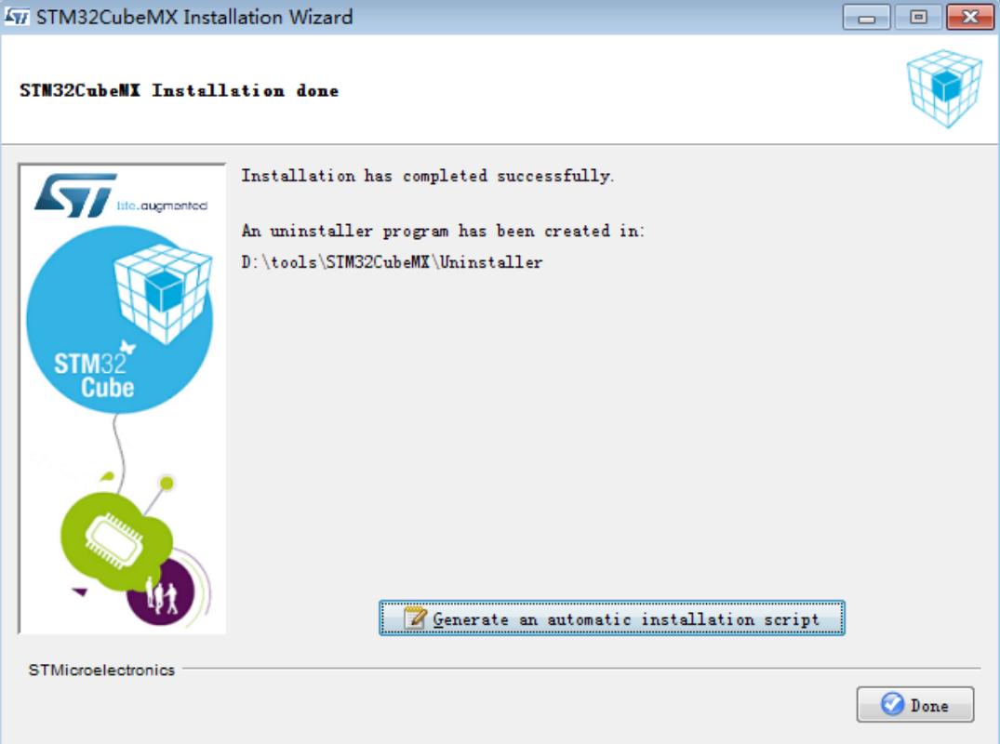 STM32CubeMX Installation Wizard
STM32CubeMX Installation done
ST
life.augmented
Installation has completed successfully.
An uninstaller program has been created in:
D:\tools\STM32CubeMX\Uninstaller
STM32
Cube
Generate an automatic installation script
STMicroelectronics
Done